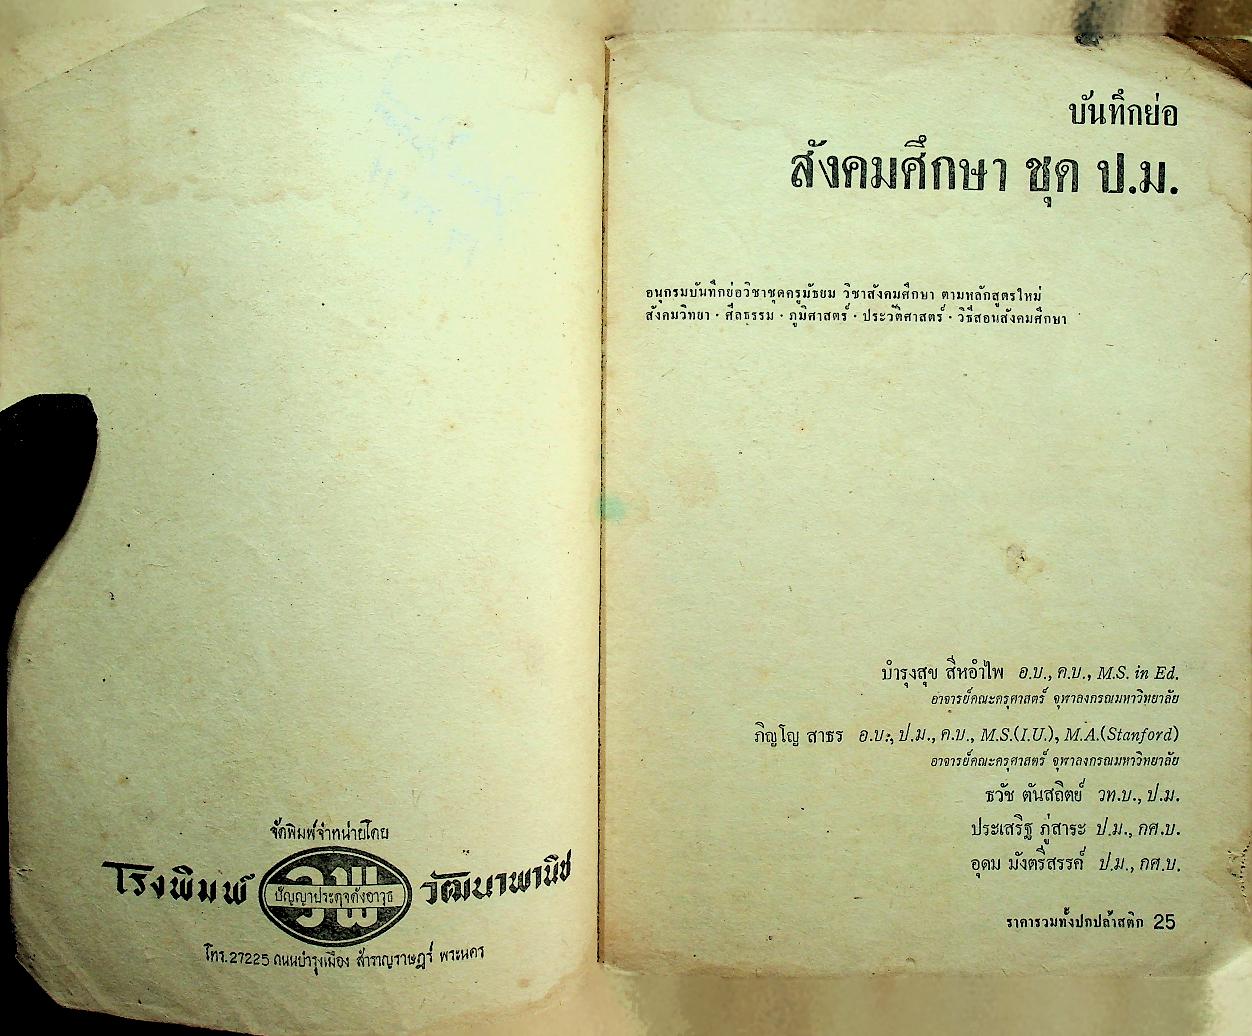 จัดพิมพ์จำหน่ายโดย
โรงพิมพ์ วพ วัฒนาพานิช
ปัญญาประดุจดังอาวุธ
โทร. 27225 ถนนบำรุงเมือง สำราญราษฎร์ พระนคร
บันทึกย่อ
สังคมศึกษา ชุด ป.ม.
อนุกรมบันทึกย่อวิชาชุดครูมัธยม วิชาสังคมศึกษา ตามหลักสูตรใหม่
สังคมวิทยา · ศีลธรรม · ภูมิศาสตร์ · ประวัติศาสตร์ · วิธีสอนสังคมศึกษา
บำรุงสุข สีหอำไพ อ.บ., ค.บ., M.S. in Ed.
อาจารย์คณะครุศาสตร์ จุฬาลงกรณมหาวิทยาลัย
ภิญโญ สาธร อ.บ., ป.ม., ค.บ., M.S.(I.U.), M.A.(Stanford)
อาจารย์คณะครุศาสตร์ จุฬาลงกรณมหาวิทยาลัย
ธวัช ตันสถิตย์ วท.บ., ป.ม.
ประเสริฐ ภู่สาระ ป.ม., กศ.บ.
อุดม มังตรีสรรค์ ป.ม., กศ.บ.
ราคารวมทั้งปกปล๊าสติก 25